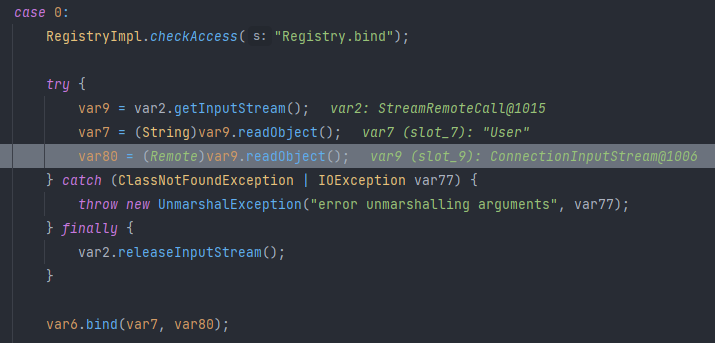 case 0:
RegistryImpl.checkAccess( s: "Registry.bind");
try {
var9 = var2.getInputStream(); var2: StreamRemoteCall@1015
var7 = (String)var9.readObject(); var7 (slot_7): "User"
var80 = (Remote)var9.readObject(); var9 (slot_9): ConnectionInputStream@1006
} catch (ClassNotFoundException | IOException var77) {
throw new UnmarshalException("error unmarshalling arguments", var77);
} finally {
var2.releaseInputStream();
}
var6.bind(var7, var80);